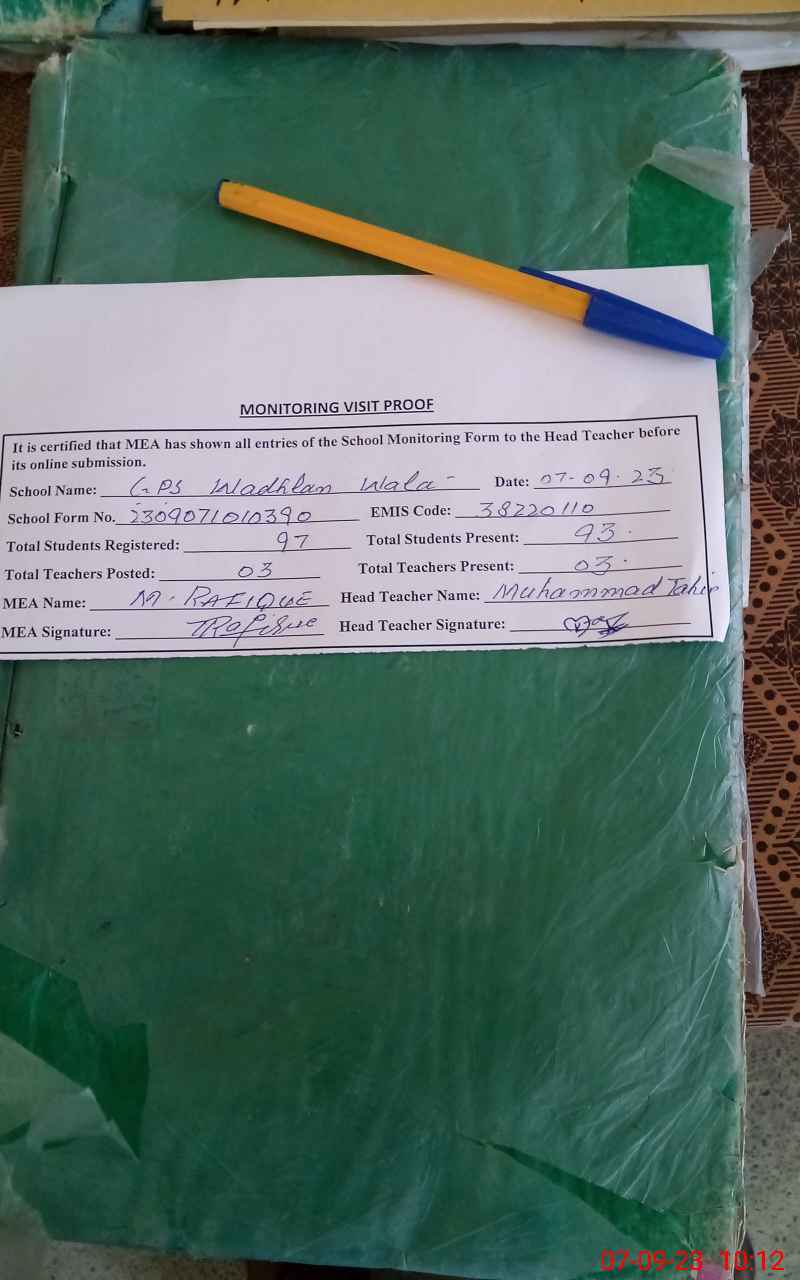 MONITORING VISIT PROOF
It is certified that MEA has shown all entries of the School Monitoring Form to the Head Teacher before
its online submission.
School Name: GPS Wadhlan Wala Date: 07-09-23
School Form No. 2309071010390 EMIS Code: 38220110
Total Students Registered: 97 Total Students Present: 93
Total Teachers Posted: 03 Total Teachers Present: 03
MEA Name: M. RAFIQUE Head Teacher Name: Muhammad Tahir
MEA Signature: Head Teacher Signature:
07-09-23 10:12